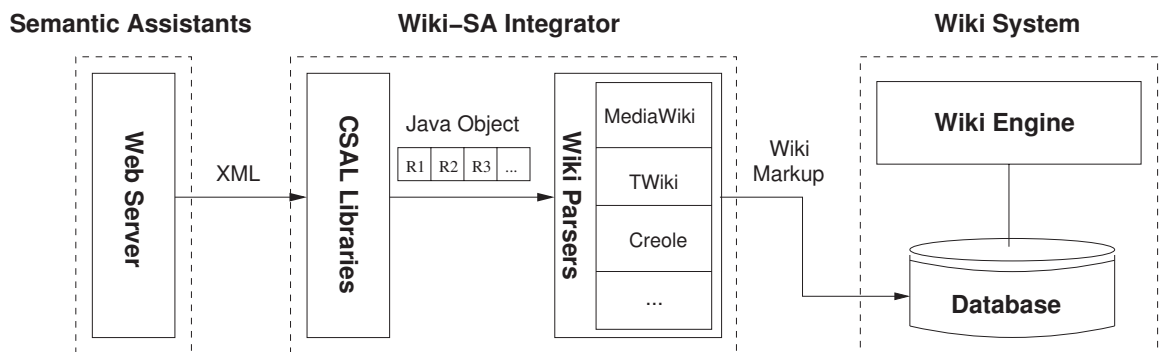 Semantic Assistants
Wiki–SA Integrator
Wiki System
Web Server
XML
CSAL Libraries
Java Object
R1 R2 R3 ...
Wiki Parsers
MediaWiki
TWiki
Creole
...
Wiki
Markup
Wiki Engine
Database